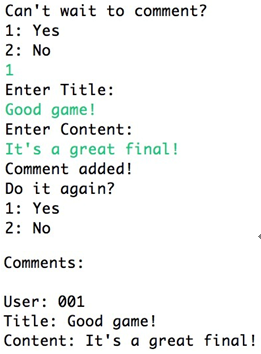 Can't wait to comment?
1: Yes
2: No
1
Enter Title:
Good game!
Enter Content:
It's a great final!
Comment added!
Do it again?
1: Yes
2: No
Comments:
User: 001
Title: Good game!
Content: It's a great final!